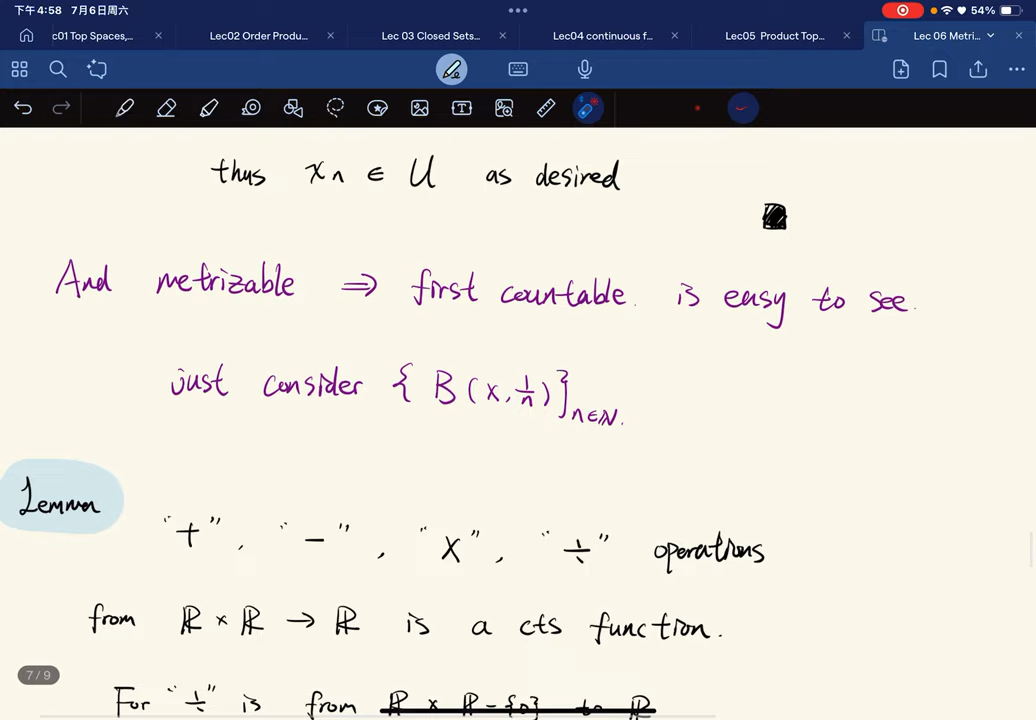 下午4:58 7月6日周六
54%
c01 Top Spaces,...
Lec02 Order Produ...
Lec 03 Closed Sets...
Lec04 continuous f...
Lec05 Product Top...
Lec 06 Metri...
thus xn ∈ U as desired
And metrizable ⟹ first countable. is easy to see.
just consider { B(x, 1/n) }n∈N.
Lemma
"+", "-", "×", "÷" operations
from ℝ × ℝ → ℝ is a cts function.
7 / 9
For "÷" is from ℝ × ℝ-{0} to ℝ